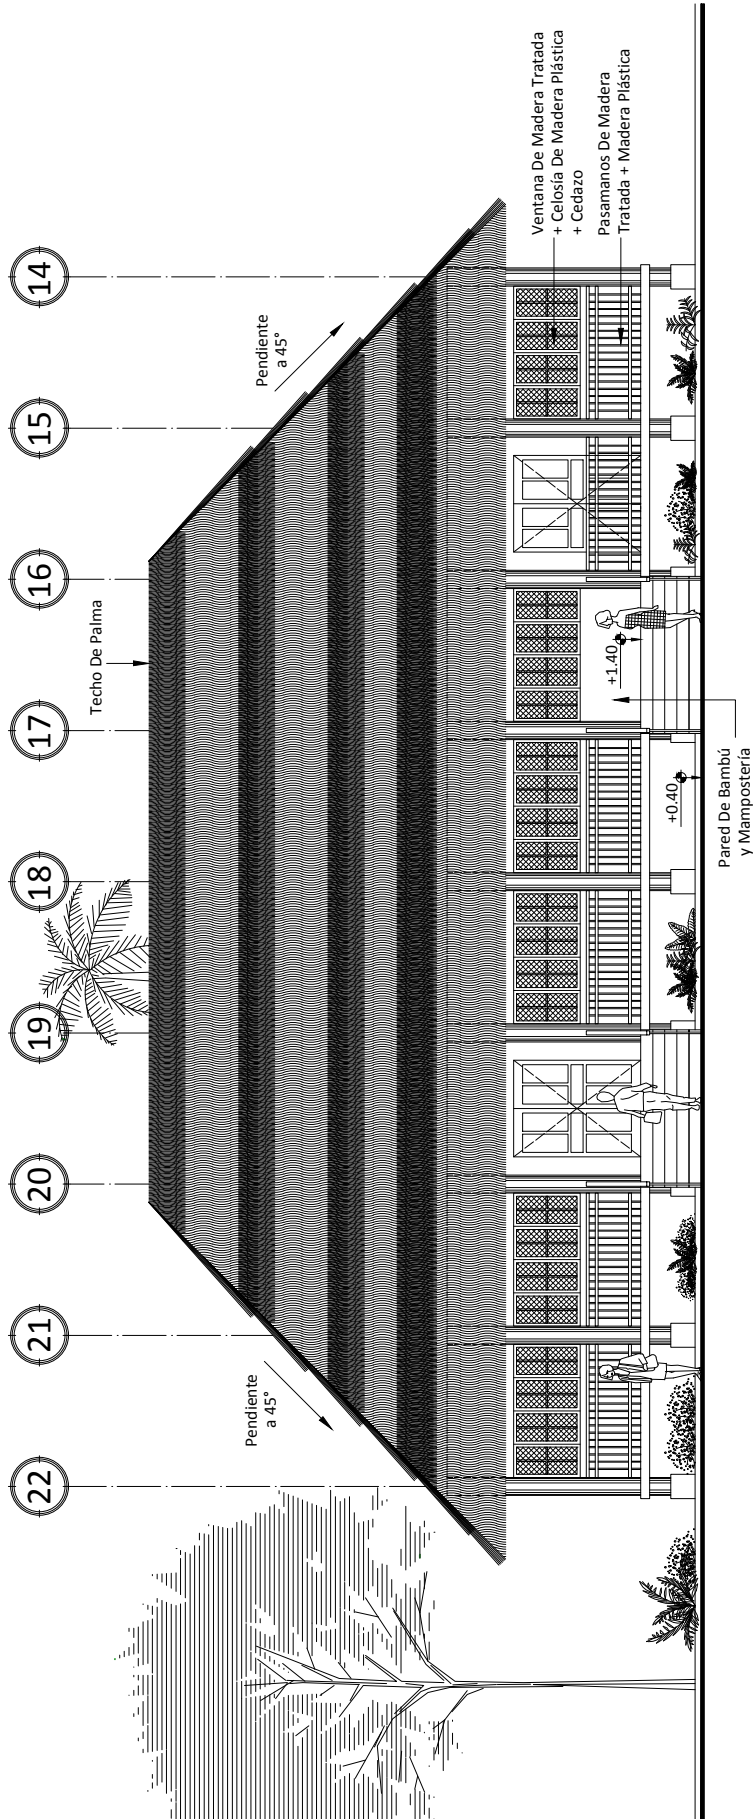 22
21
20
19
18
17
16
15
14
Techo De Palma
Pendiente
a 45°
Pendiente
a 45°
Ventana De Madera Tratada
+ Celosía De Madera Plástica
+ Cedazo
Pasamanos De Madera
Tratada + Madera Plástica
+1.40
+0.40
Pared De Bambú
y Mampostería